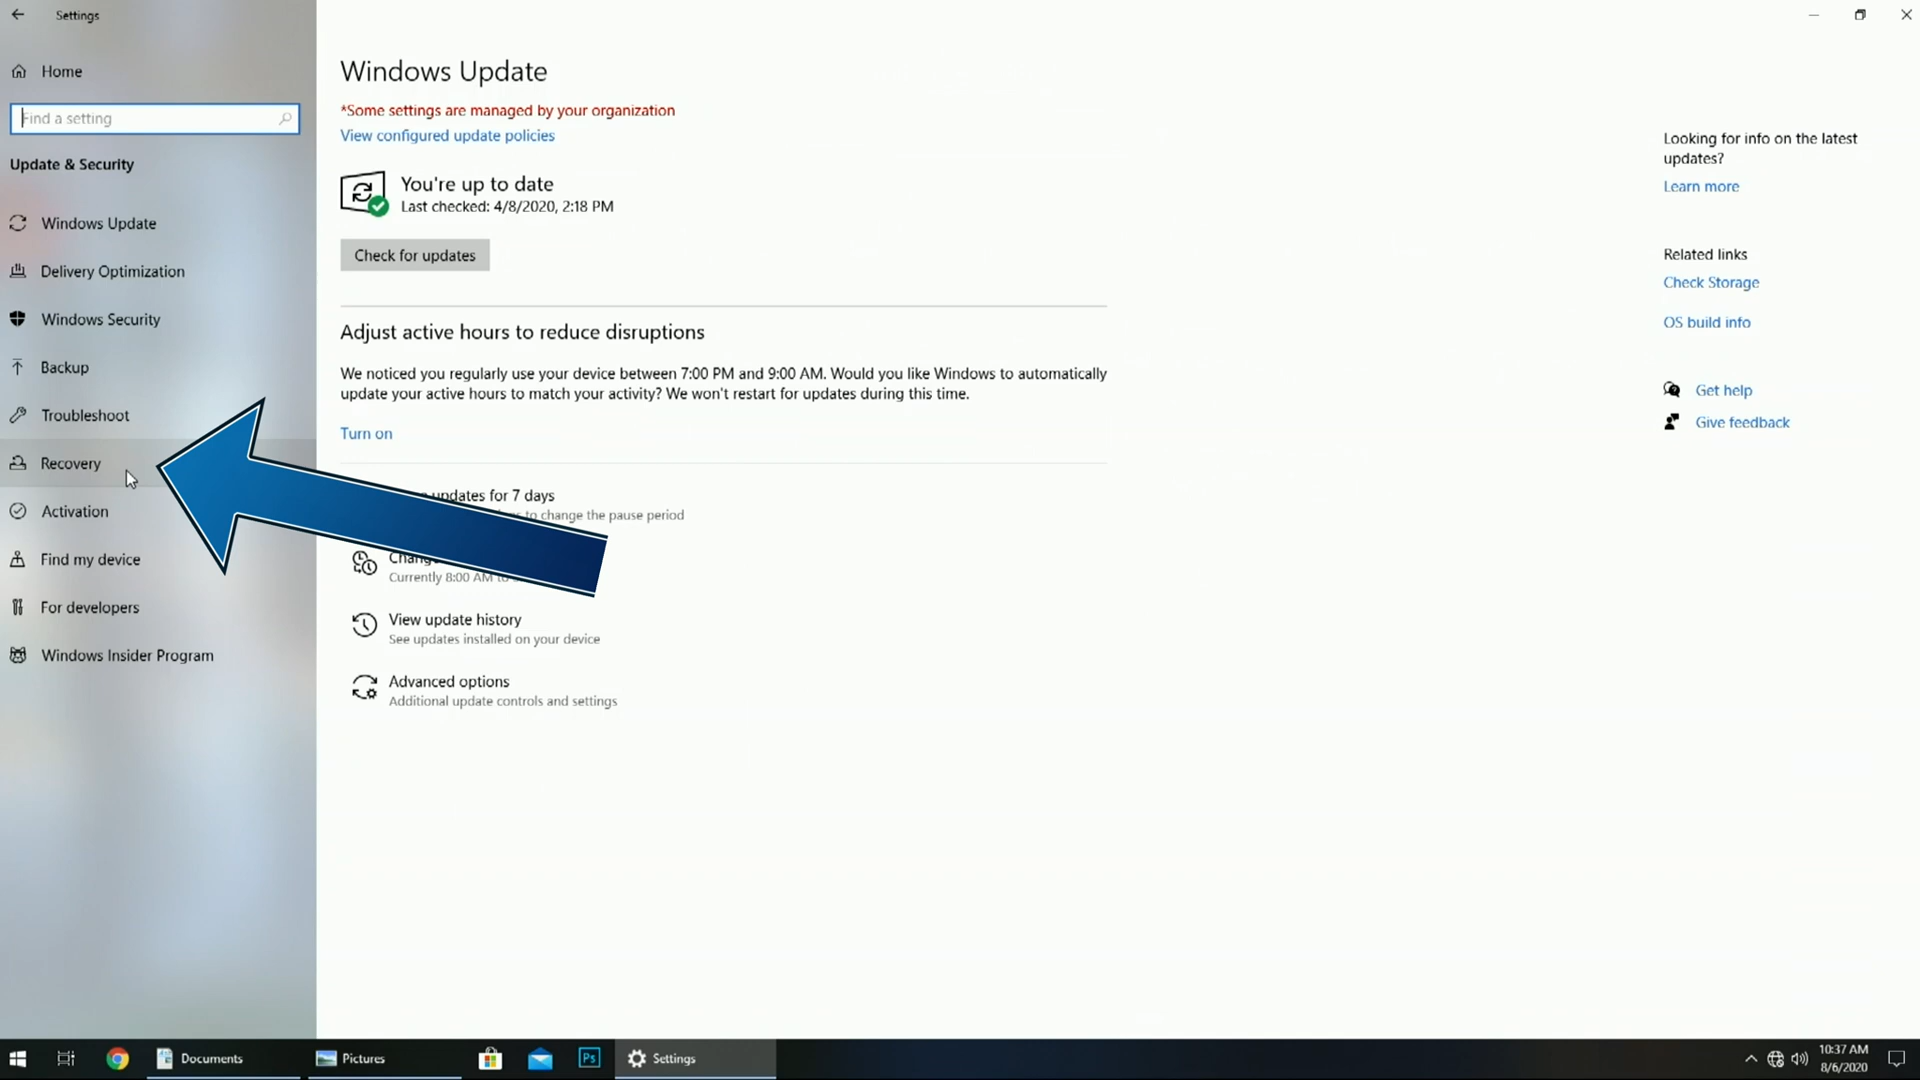 Settings
Home
Find a setting
Update & Security
Windows Update
Delivery Optimization
Windows Security
Backup
Troubleshoot
Recovery
Activation
Find my device
For developers
Windows Insider Program
Windows Update
*Some settings are managed by your organization
View configured update policies
You're up to date
Last checked: 4/8/2020, 2:18 PM
Check for updates
Adjust active hours to reduce disruptions
We noticed you regularly use your device between 7:00 PM and 9:00 AM. Would you like Windows to automatically
update your active hours to match your activity? We won't restart for updates during this time.
Turn on
updates for 7 days
to change the pause period
Currently 8:00 AM to
View update history
See updates installed on your device
Advanced options
Additional update controls and settings
Looking for info on the latest
updates?
Learn more
Related links
Check Storage
OS build info
Get help
Give feedback
Documents
Pictures
Ps
Settings
10:37 AM
8/6/2020